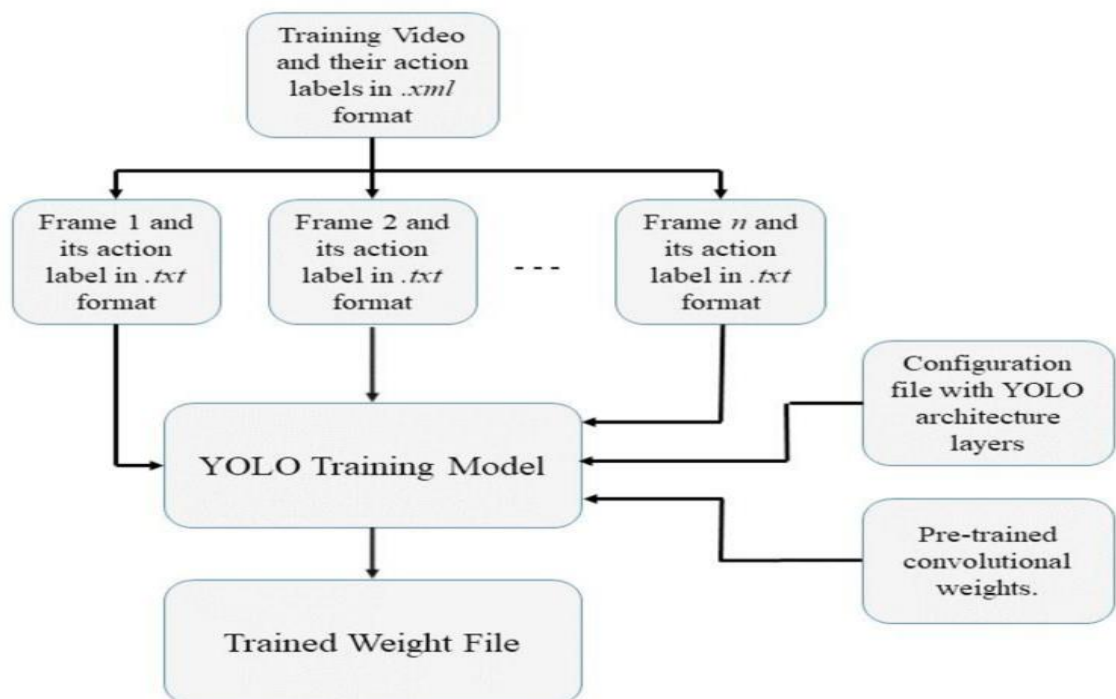 Training Video
and their action
labels in .xml
format
Frame 1 and
its action
label in .txt
format
Frame 2 and
its action
label in .txt
format
- - -
Frame n and
its action
label in .txt
format
Configuration
file with YOLO
architecture
layers
YOLO Training Model
Pre-trained
convolutional
weights.
Trained Weight File